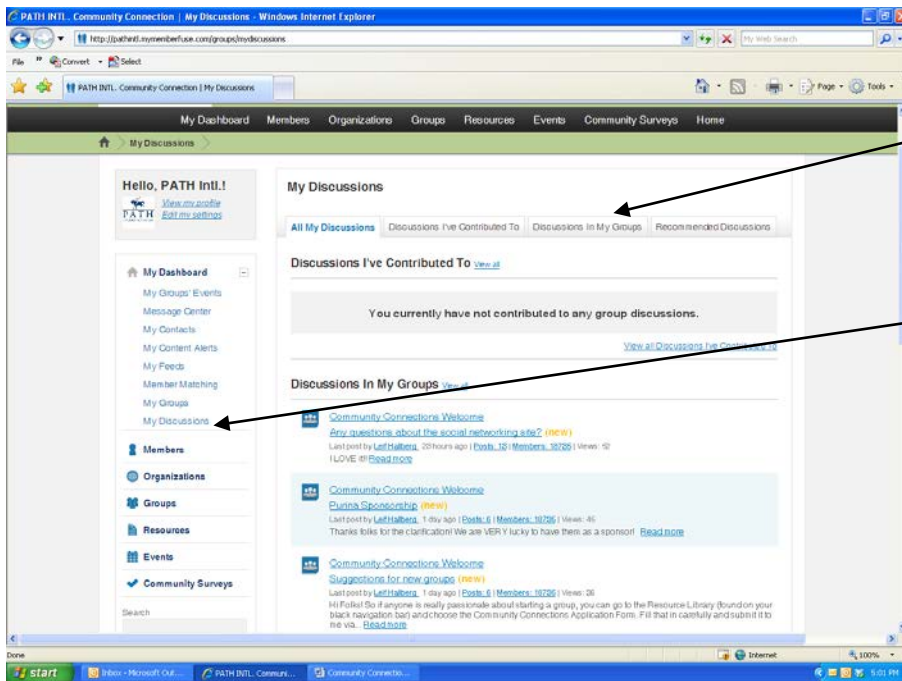 PATH INTL. Community Connection | My Discussions - Windows Internet Explorer
http://pathintl.mymemberfuse.com/groups/mydiscussions
My Web Search
File » Convert Select
PATH INTL. Community Connection | My Discussions
Page Tools
My Dashboard Members Organizations Groups Resources Events Community Surveys Home
My Discussions
Hello, PATH Intl.!
View my profile
PATH Edit my settings
My Discussions
All My Discussions Discussions I've Contributed To Discussions In My Groups Recommended Discussions
My Dashboard
My Groups' Events
Message Center
My Contacts
My Content Alerts
My Feeds
Member Matching
My Groups
My Discussions
Members
Organizations
Groups
Resources
Events
Community Surveys
Search
Discussions I've Contributed To View all
You currently have not contributed to any group discussions.
View all Discussions I've Contributed To
Discussions In My Groups View all
Community Connections Welcome
Any questions about the social networking site? (new)
Last post by Leif Hallberg, 23 hours ago | Posts: 13 | Members: 18725 | Views: 52
I LOVE it! Read more
Community Connections Welcome
Purina Sponsorship (new)
Last post by Leif Hallberg, 1 day ago | Posts: 6 | Members: 18725 | Views: 45
Thanks folks for the clarification! We are VERY lucky to have them as a sponsor! Read more
Community Connections Welcome
Suggestions for new groups (new)
Last post by Leif Hallberg, 1 day ago | Posts: 6 | Members: 18725 | Views: 26
Hi Folks! So if anyone is really passionate about starting a group, you can go to the Resource Library (found on your
black navigation bar) and choose the Community Connections Application Form. Fill that in carefully and submit it to
me via... Read more
Done Internet 100%
start Inbox - Microsoft Out... PATH INTL. Commun... Community Connectio... 5:01 PM